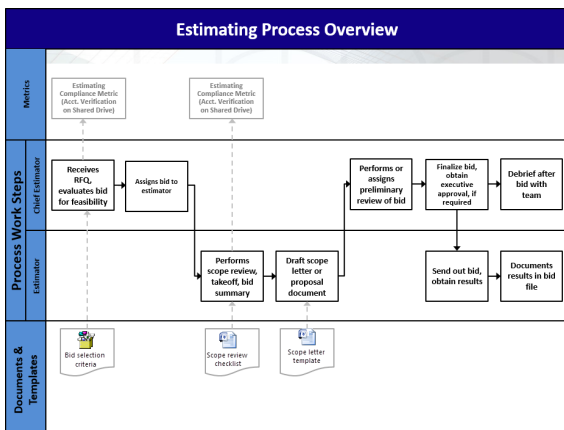 Estimating Process Overview
Metrics
Estimating
Compliance Metric
(Acct. Verification
on Shared Drive)
Estimating
Compliance Metric
(Acct. Verification
on Shared Drive)
Process Work Steps
Chief Estimator
Receives
RFQ,
evaluates bid
for feasibility
Assigns bid to
estimator
Performs or
assigns
preliminary
review of bid
Finalize bid,
obtain
executive
approval, if
required
Debrief after
bid with
team
Estimator
Performs
scope review,
takeoff, bid
summary
Draft scope
letter or
proposal
document
Send out bid,
obtain results
Documents
results in bid
file
Documents &
Templates
Bid selection
criteria
Scope review
checklist
Scope letter
template